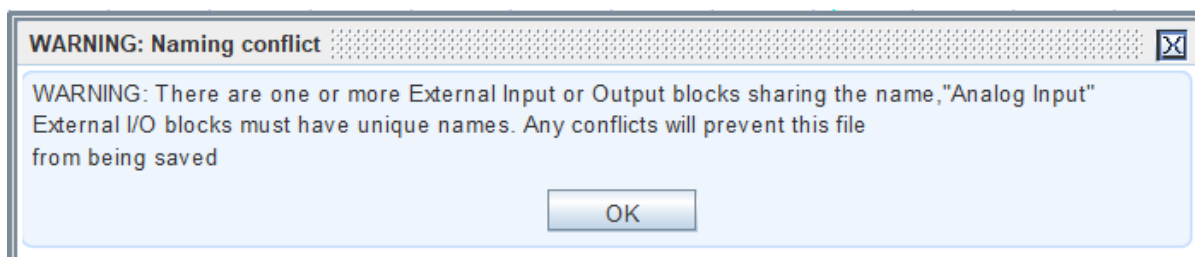 WARNING: Naming conflict
WARNING: There are one or more External Input or Output blocks sharing the name,"Analog Input"
External I/O blocks must have unique names. Any conflicts will prevent this file
from being saved
OK